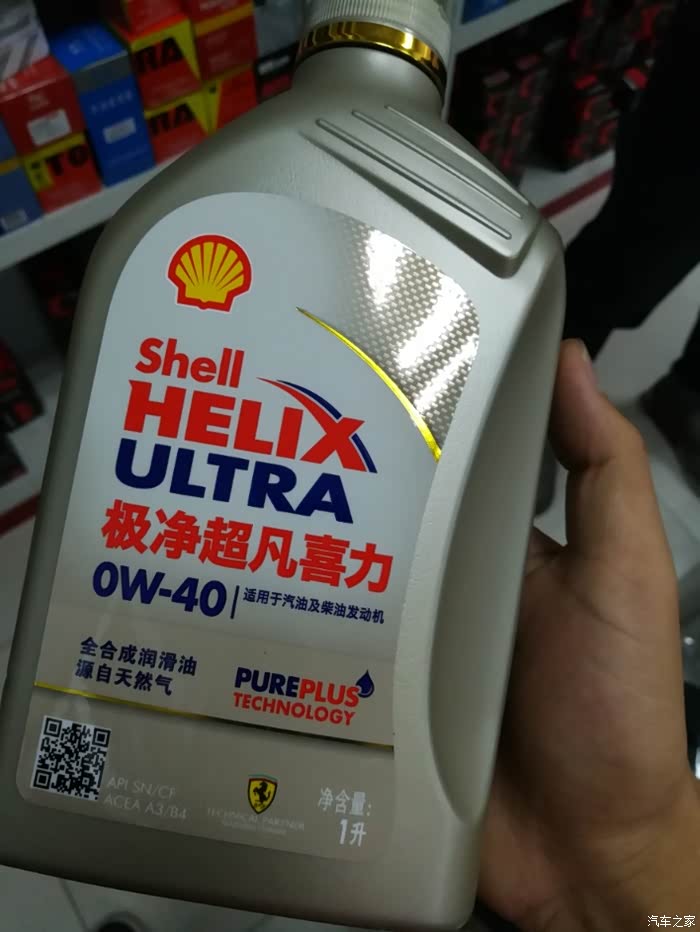 Shell
HELIX
ULTRA
极净超凡喜力
0W-40 适用于汽油及柴油发动机
全合成润滑油
源自天然气
PUREPLUS
TECHNOLOGY
API SN/CF
ACEA A3/B4
TECHNICAL PARTNER
净含量:
1升
汽车之家